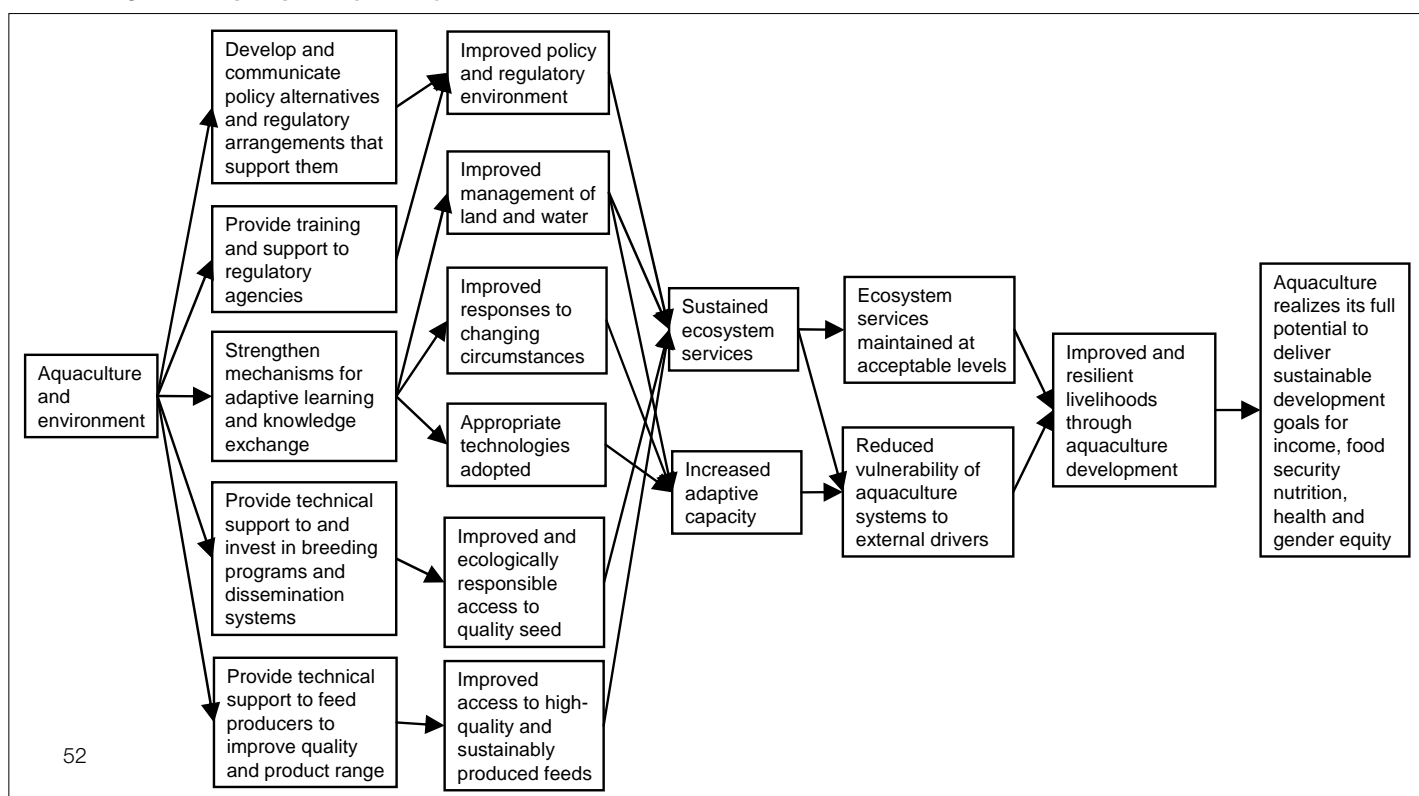 Develop and
communicate
policy alternatives
and regulatory
arrangements that
support them
Improved policy
and regulatory
environment
Improved
management of
land and water
Provide training
and support to
regulatory
agencies
Improved
responses to
changing
circumstances
Sustained
ecosystem
services
Ecosystem
services
maintained at
acceptable levels
Aquaculture
realizes its full
potential to
deliver
sustainable
development
goals for
income, food
security
nutrition,
health and
gender equity
Aquaculture
and
environment
Strengthen
mechanisms for
adaptive learning
and knowledge
exchange
Improved and
resilient
livelihoods
through
aquaculture
development
Appropriate
technologies
adopted
Increased
adaptive
capacity
Reduced
vulnerability of
aquaculture
systems to
external drivers
Provide technical
support to and
invest in breeding
programs and
dissemination
systems
Improved and
ecologically
responsible
access to
quality seed
Provide technical
support to feed
producers to
improve quality
and product range
Improved
access to high-
quality and
sustainably
produced feeds
52